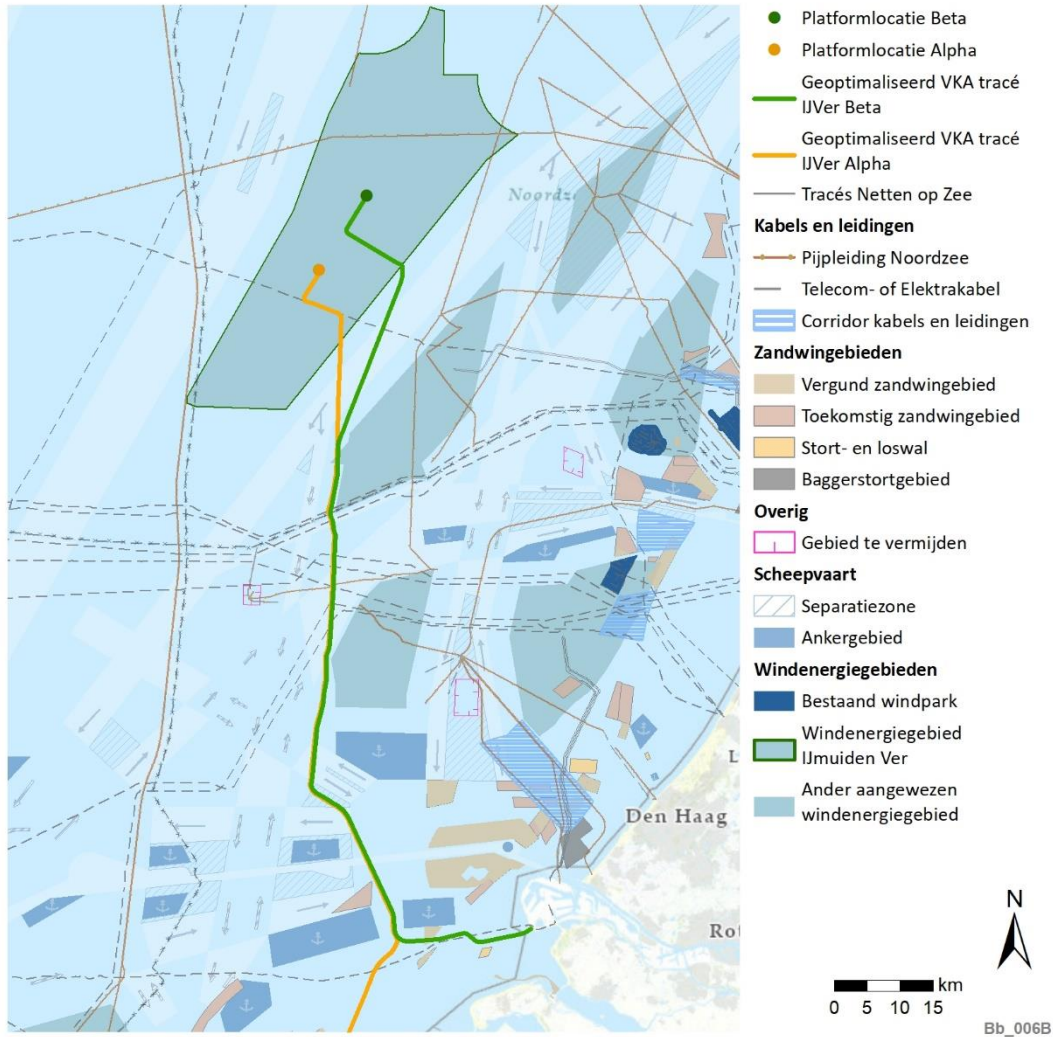 Noordz
L
Den Haag
Rot
Platformlocatie Beta
Platformlocatie Alpha
Geoptimaliseerd VKA tracé
IJVer Beta
Geoptimaliseerd VKA tracé
IJVer Alpha
Tracés Netten op Zee
Kabels en leidingen
Pijpleiding Noordzee
Telecom- of Elektrakabel
Corridor kabels en leidingen
Zandwingebieden
Vergund zandwingebied
Toekomstig zandwingebied
Stort- en loswal
Baggerstortgebied
Overig
Gebied te vermijden
Scheepvaart
Separatiezone
Ankergebied
Windenergiegebieden
Bestaand windpark
Windenergiegebied
IJmuiden Ver
Ander aangewezen
windenergiegebied
N
km
0 5 10 15
Bb_006B